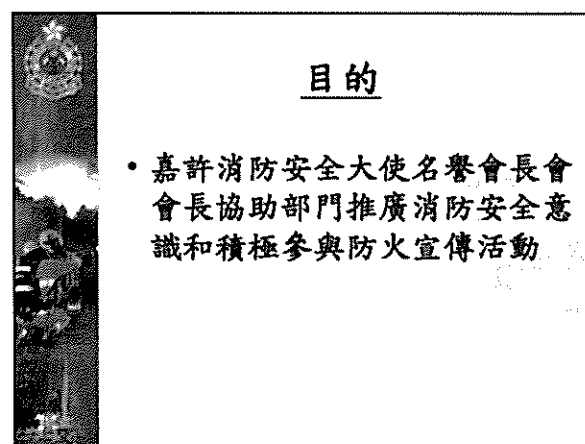 目的
• 嘉許消防安全大使名譽會長會
會長協助部門推廣消防安全意
識和積極參與防火宣傳活動